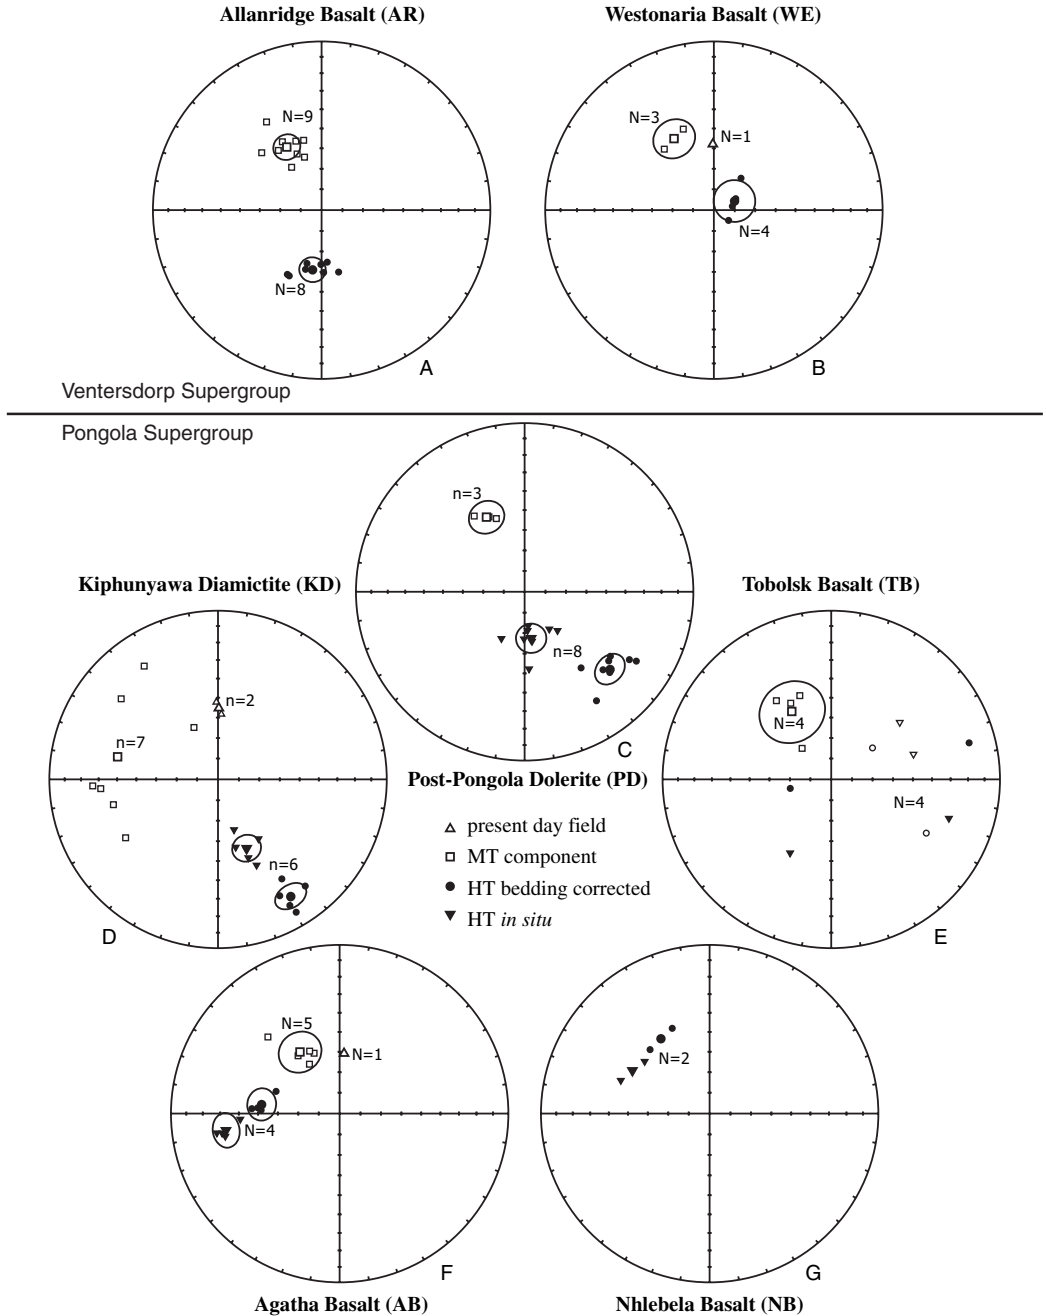 Allanridge Basalt (AR)
Westonaria Basalt (WE)
N=9
N=8
A
N=3
N=1
N=4
B
Ventersdorp Supergroup
Pongola Supergroup
n=3
n=8
C
Post-Pongola Dolerite (PD)
Kiphunyawa Diamictite (KD)
n=2
n=7
n=6
D
Tobolsk Basalt (TB)
N=4
N=4
E
present day field
MT component
HT bedding corrected
HT in situ
N=5
N=1
N=4
F
Agatha Basalt (AB)
N=2
G
Nhlebela Basalt (NB)